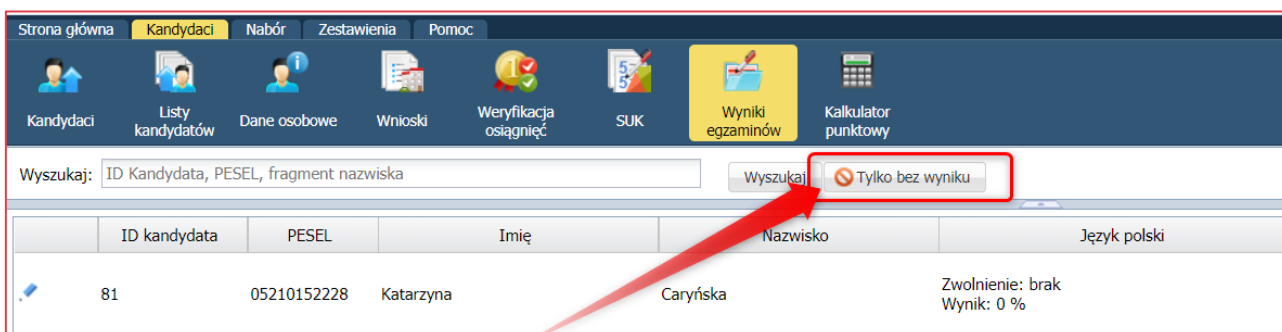 Strona główna Kandydaci Nabór Zestawienia Pomoc
Kandydaci Listy kandydatów Dane osobowe Wnioski Weryfikacja osiągnięć SUK Wyniki egzaminów Kalkulator punktowy
Wyszukaj: ID Kandydata, PESEL, fragment nazwiska Wyszukaj Tylko bez wyniku
ID kandydata PESEL Imię Nazwisko Język polski
81 05210152228 Katarzyna Caryńska Zwolnienie: brak
Wynik: 0 %